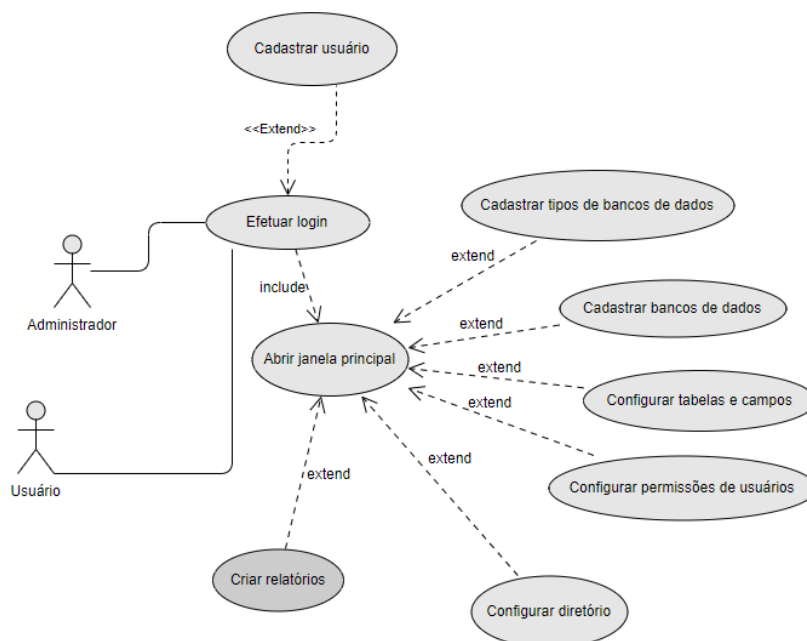 Cadastrar usuário
<<Extend>>
Efetuar login
Cadastrar tipos de bancos de dados
extend
include
Administrador
Cadastrar bancos de dados
extend
Abrir janela principal
extend
Configurar tabelas e campos
extend
Configurar permissões de usuários
Usuário
extend
extend
Criar relatórios
Configurar diretório